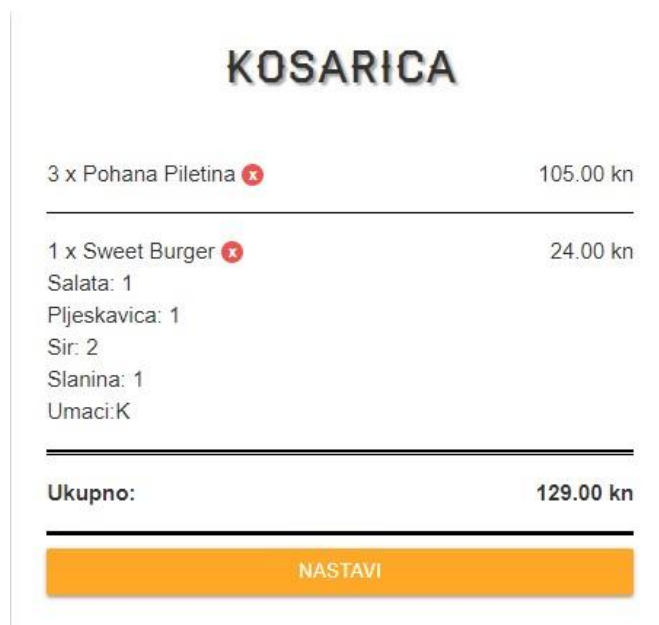 KOSARICA
3 x Pohana Piletina x 105.00 kn
1 x Sweet Burger x 24.00 kn
Salata: 1
Pljeskavica: 1
Sir: 2
Slanina: 1
Umaci:K
Ukupno: 129.00 kn
NASTAVI